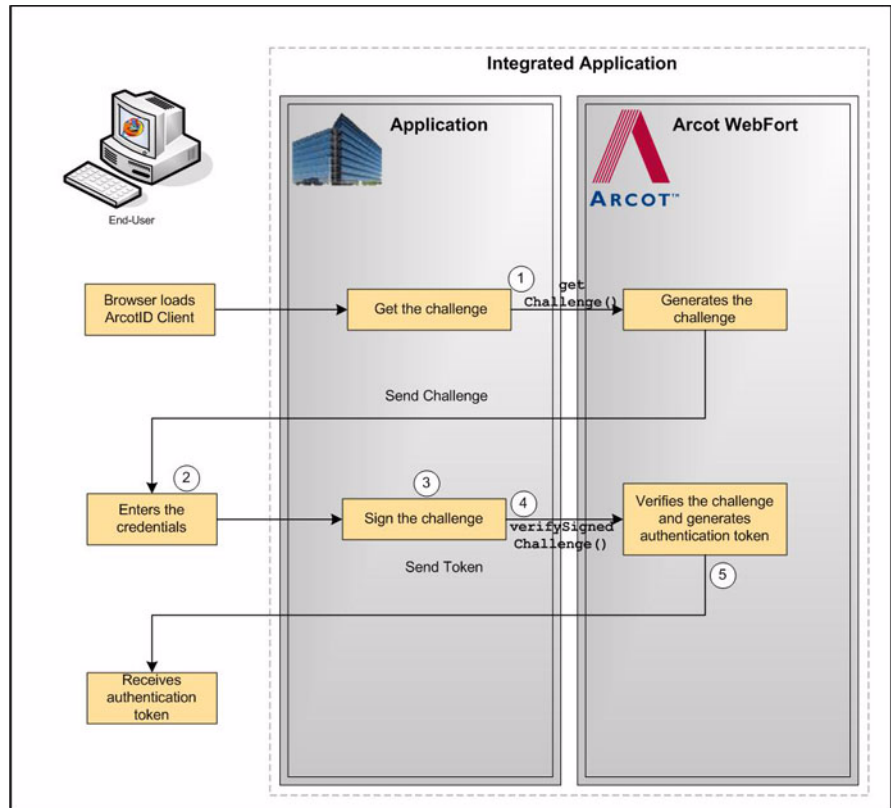 Integrated Application
Application
Arcot WebFort
ARCOT™
End-User
Browser loads
ArcotID Client
Get the challenge
1
get
Challenge()
Generates the
challenge
Send Challenge
2
Enters the
credentials
3
Sign the challenge
4
verifySigned
Challenge()
Verifies the challenge
and generates
authentication token
Send Token
5
Receives
authentication
token